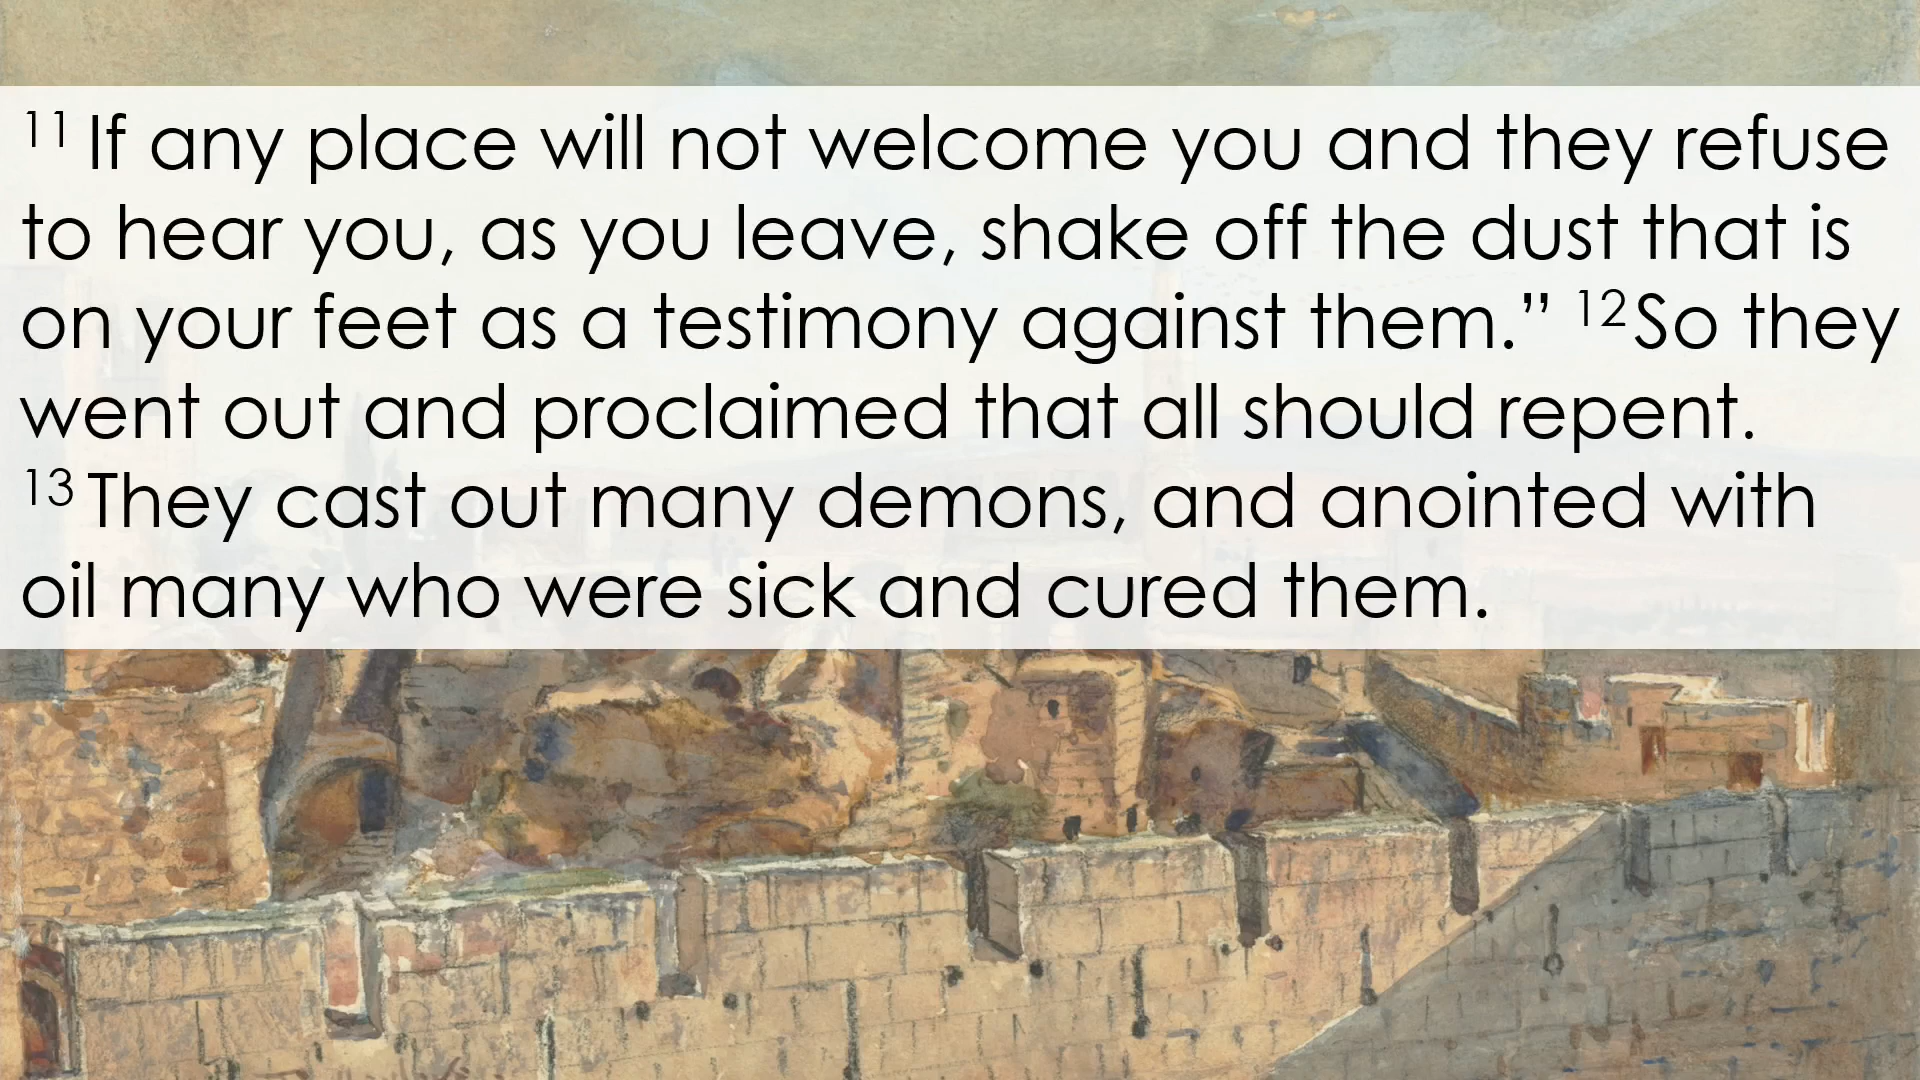 11 If any place will not welcome you and they refuse
to hear you, as you leave, shake off the dust that is
on your feet as a testimony against them.” 12 So they
went out and proclaimed that all should repent.
13 They cast out many demons, and anointed with
oil many who were sick and cured them.